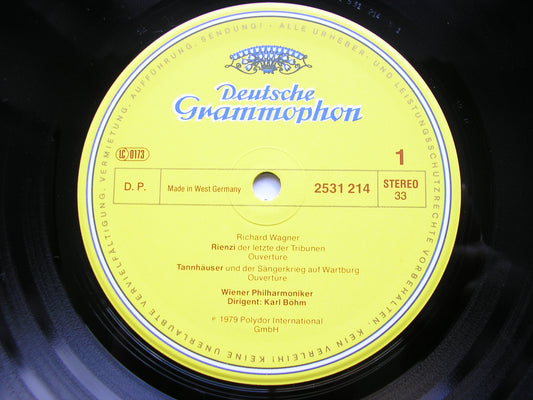 Deutsche
Grammophon
LC 0173
1
D. P.
Made in West Germany
2531 214
STEREO
33
Richard Wagner
Rienzi der letzte der Tribunen
Ouvertüre
Tannhäuser und der Sängerkrieg auf Wartburg
Ouvertüre
Wiener Philharmoniker
Dirigent: Karl Böhm
℗ 1979 Polydor International
GmbH
ALLE URHEBER- UND LEISTUNGSSCHUTZRECHTE VORBEHALTEN · KEIN VERLEIH! KEINE UNERLAUBTE VERVIELFÄLTIGUNG, VERMIETUNG, AUFFÜHRUNG, SENDUNG!